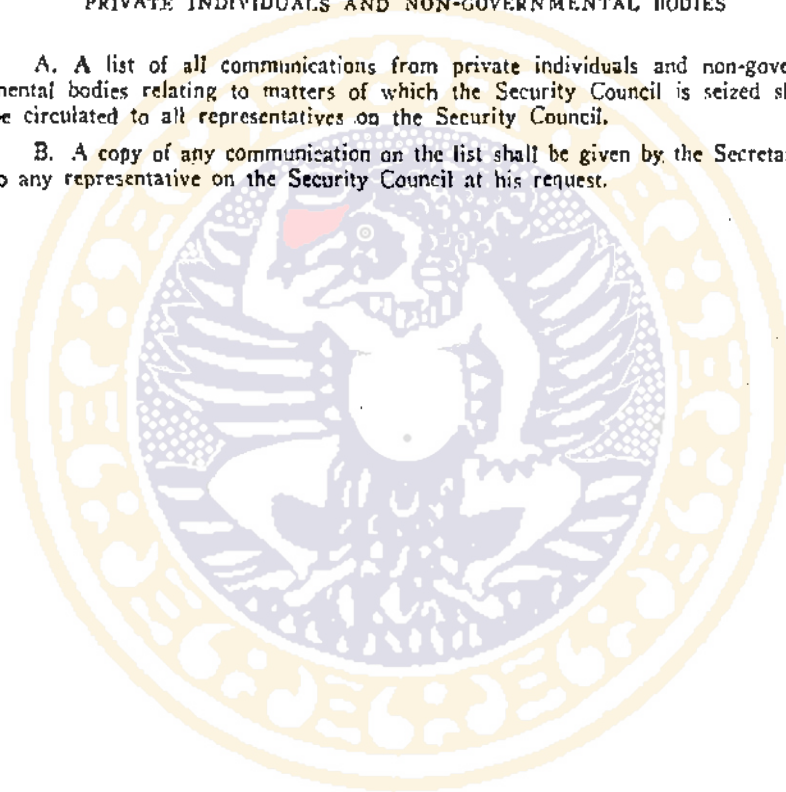 PRIVATE INDIVIDUALS AND NON-GOVERNMENTAL BODIES
A. A list of all communications from private individuals and non-gove
mental bodies relating to matters of which the Security Council is seized s
e circulated to all representatives on the Security Council.
B. A copy of any communication on the list shall be given by the Secreta
o any representative on the Security Council at his request.